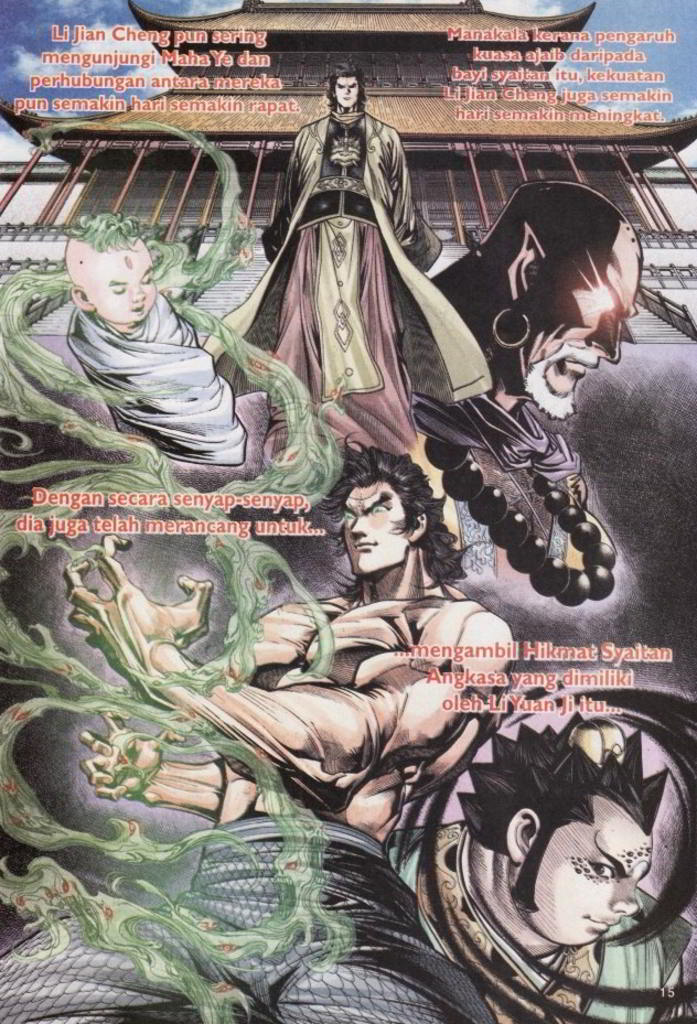 Li Jian Cheng pun sering
mengunjungi Maha Ye dan
perhubungan antara mereka
pun semakin hari semakin rapat.
Manakala kerana pengaruh
kuasa ajaib daripada
bayi syaitan itu, kekuatan
Li Jian Cheng juga semakin
hari semakin meningkat.
Dengan secara senyap-senyap,
dia juga telah merancang untuk...
...mengambil Hikmat Syaitan
Angkasa yang dimiliki
oleh Li Yuan Ji itu...
15